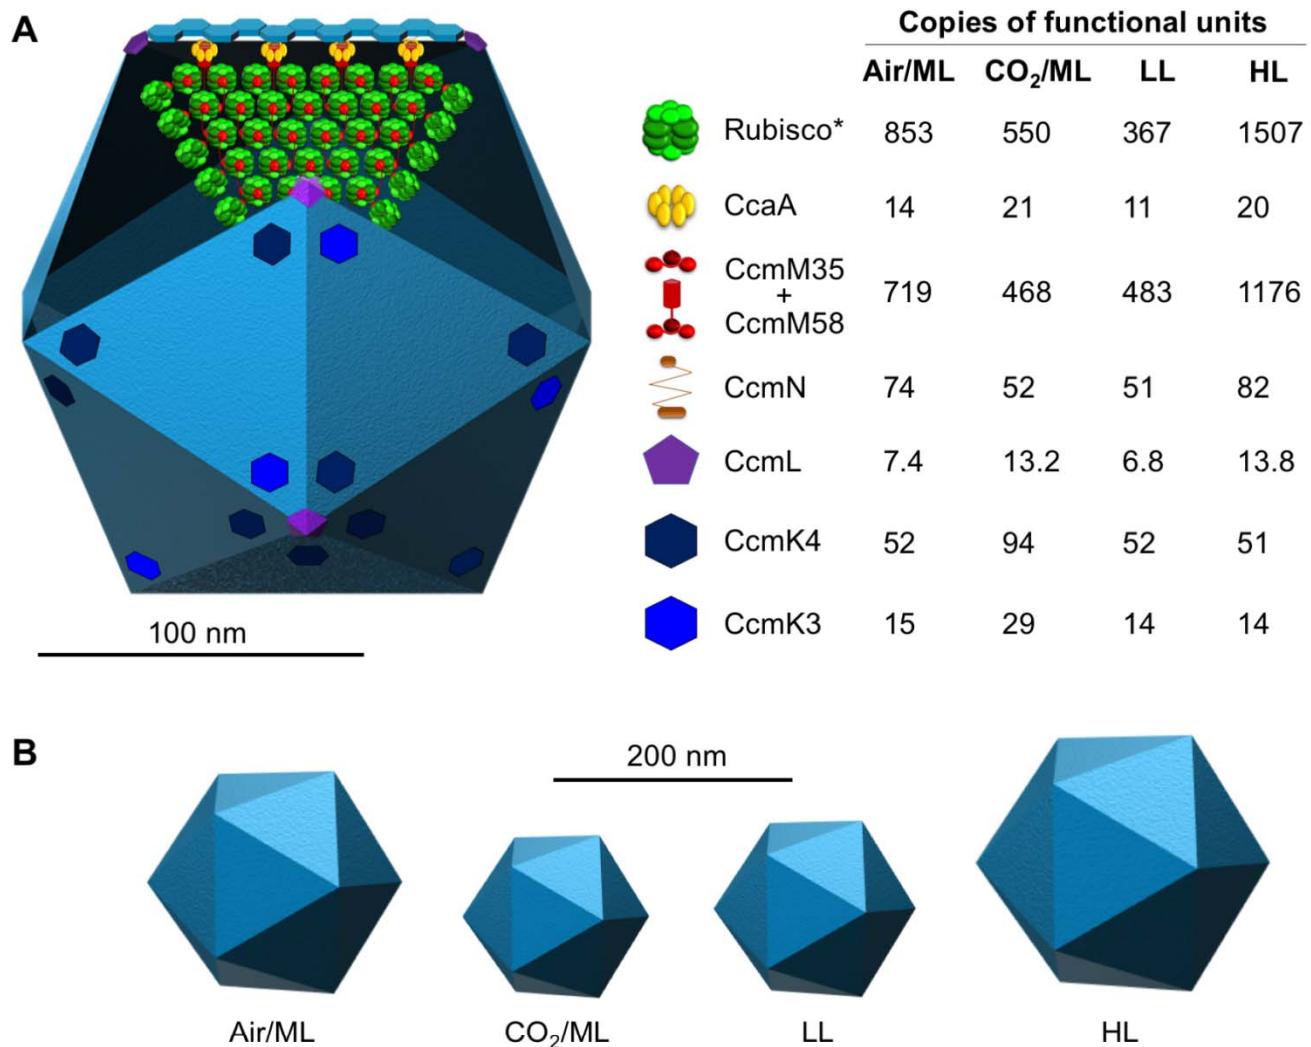 A
Copies of functional units
Air/ML CO₂/ML LL HL
Rubisco* 853 550 367 1507
CcaA 14 21 11 20
CcmM35
+
CcmM58
719 468 483 1176
CcmN 74 52 51 82
CcmL 7.4 13.2 6.8 13.8
CcmK4 52 94 52 51
CcmK3 15 29 14 14
100 nm
B
200 nm
Air/ML CO₂/ML LL HL